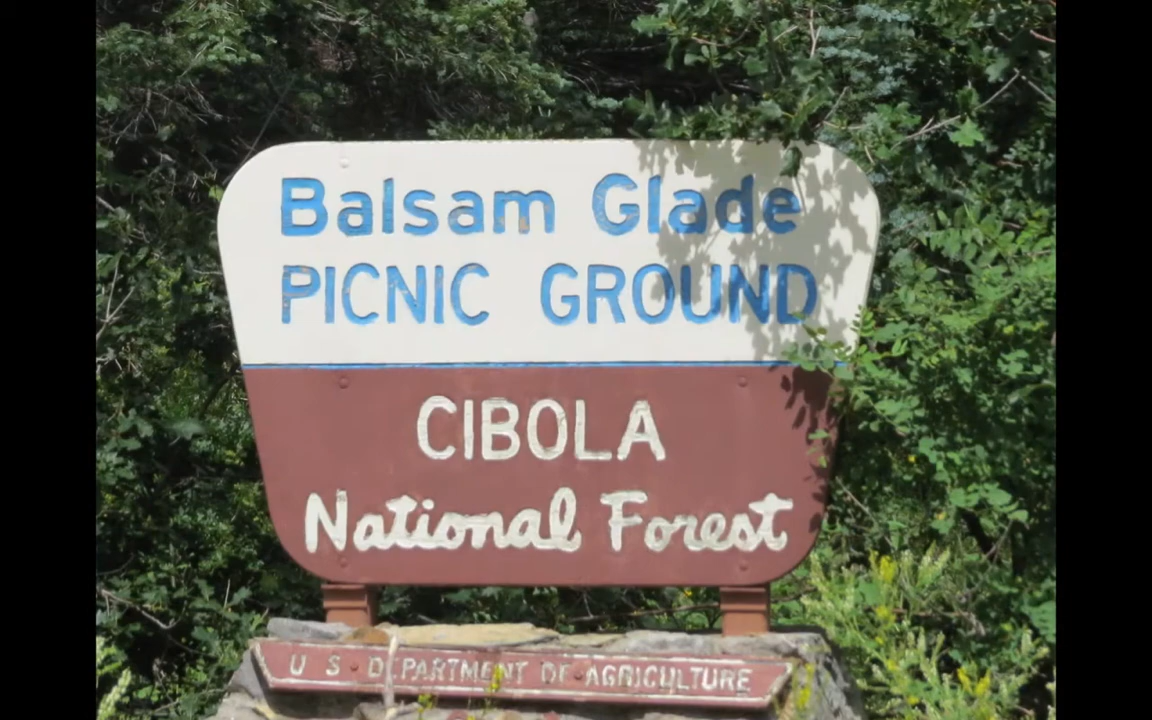 Balsam Glade
PICNIC GROUND
CIBOLA
National Forest
U S DEPARTMENT OF AGRICULTURE